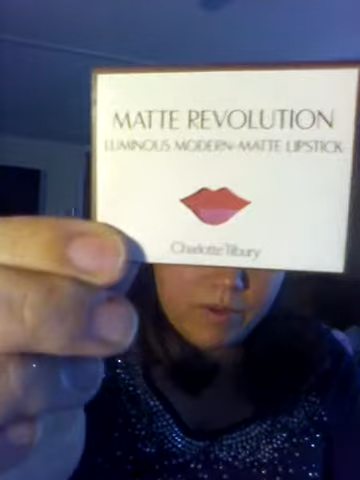 MATTE REVOLUTION
LUMINOUS MODERN-MATTE LIPSTICK
Charlotte Tilbury